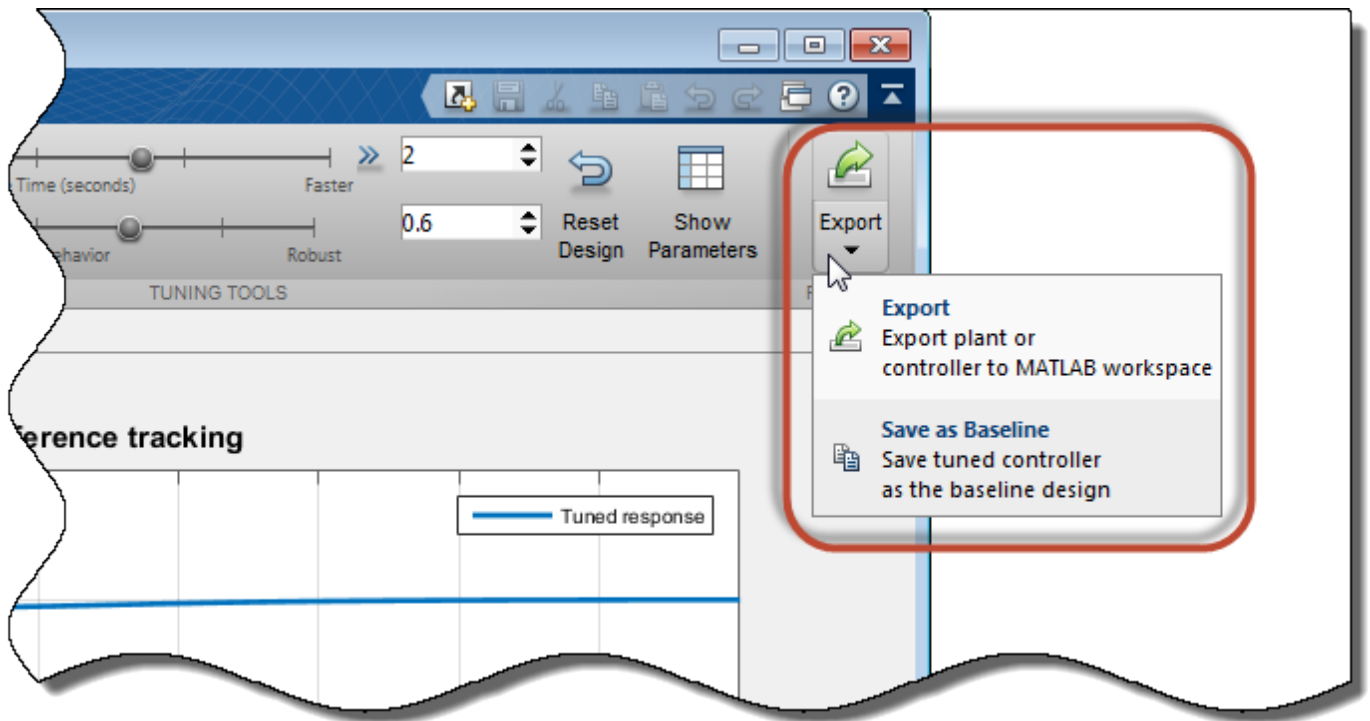 2
Time (seconds)
Faster
0.6
Reset
Design
Show
Parameters
Export
ehavior
Robust
TUNING TOOLS
Export
Export plant or
controller to MATLAB workspace
Save as Baseline
Save tuned controller
as the baseline design
erence tracking
Tuned response